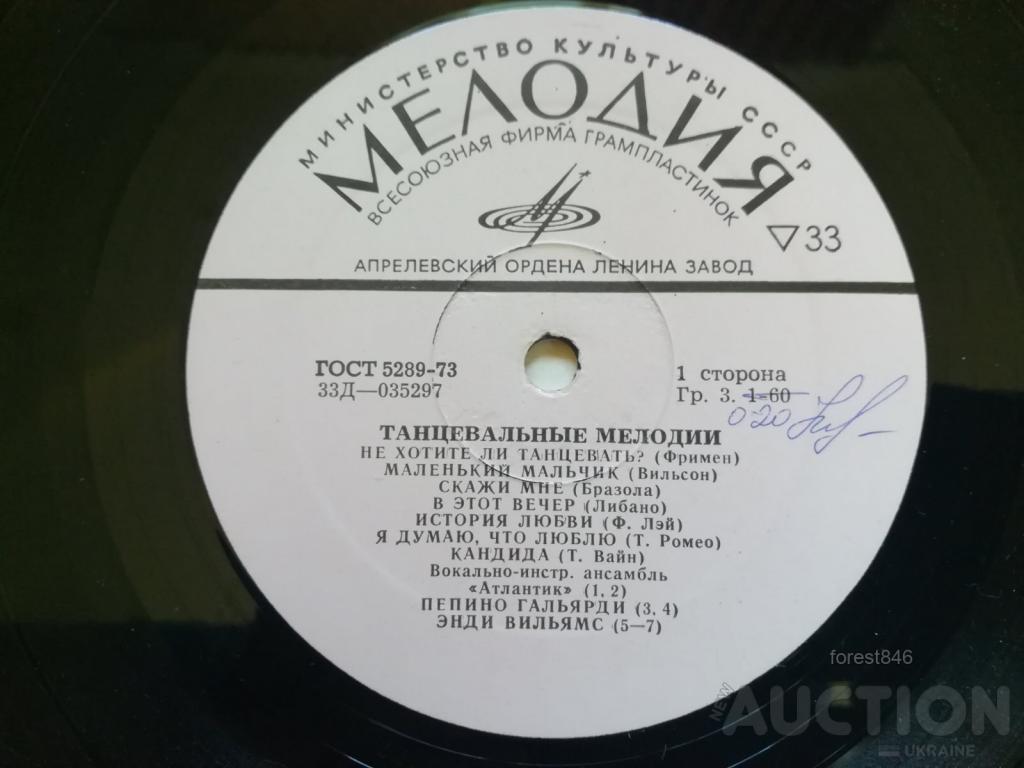 МИНИСТЕРСТВО КУЛЬТУРЫ СССР
МЕЛОДИЯ
ВСЕСОЮЗНАЯ ФИРМА ГРАМПЛАСТИНОК
33
АПРЕЛЕВСКИЙ ОРДЕНА ЛЕНИНА ЗАВОД
ГОСТ 5289-73
33Д—035297
1 сторона
Гр. 3. 1-60
0-20
ТАНЦЕВАЛЬНЫЕ МЕЛОДИИ
НЕ ХОТИТЕ ЛИ ТАНЦЕВАТЬ? (Фримен)
МАЛЕНЬКИЙ МАЛЬЧИК (Вильсон)
СКАЖИ МНЕ (Бразола)
В ЭТОТ ВЕЧЕР (Либано)
ИСТОРИЯ ЛЮБВИ (Ф. Лэй)
Я ДУМАЮ, ЧТО ЛЮБЛЮ (Т. Ромео)
КАНДИДА (Т. Вайн)
Вокально-инстр. ансамбль
«Атлантик» (1, 2)
ПЕПИНО ГАЛЬЯРДИ (3, 4)
ЭНДИ ВИЛЬЯМС (5—7)
forest846
NEW AUCTION
UKRAINE